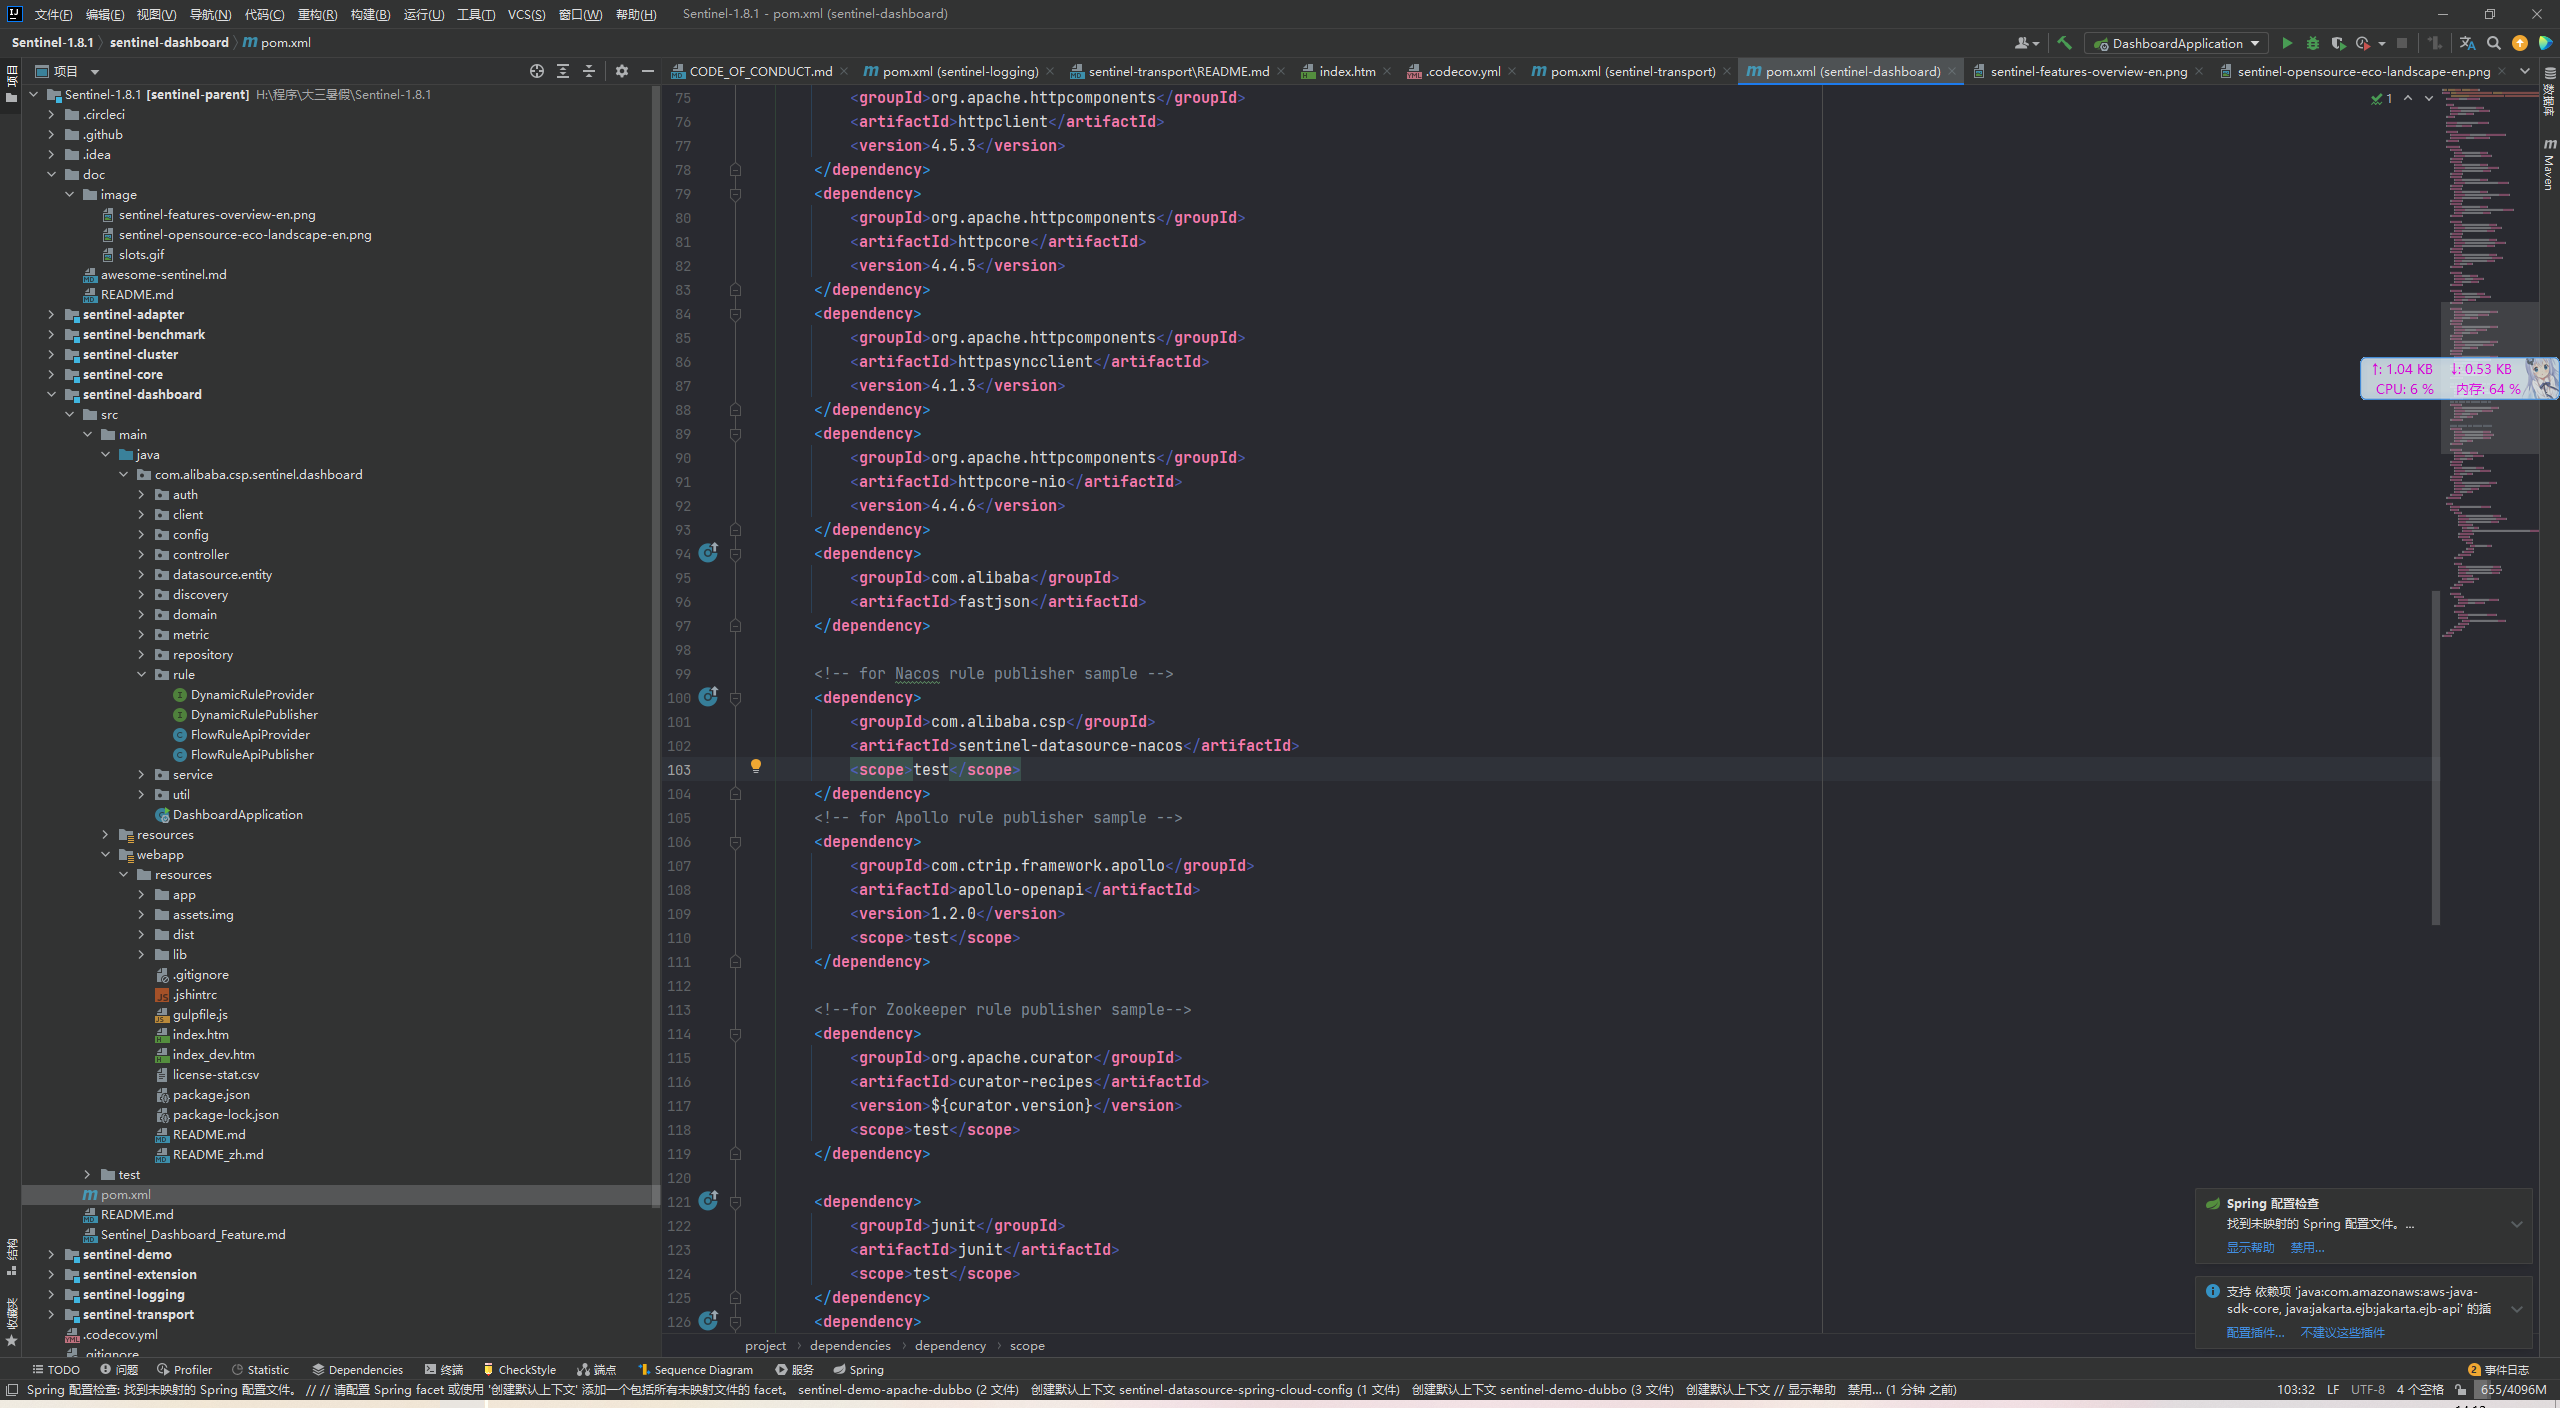 文件(F) 编辑(E) 视图(V) 导航(N) 代码(C) 重构(R) 构建(B) 运行(U) 工具(T) VCS(S) 窗口(W) 帮助(H) Sentinel-1.8.1 - pom.xml (sentinel-dashboard)
Sentinel-1.8.1 sentinel-dashboard pom.xml
DashboardApplication
项目
CODE_OF_CONDUCT.md pom.xml (sentinel-logging) sentinel-transport\README.md index.htm .codecov.yml pom.xml (sentinel-transport) pom.xml (sentinel-dashboard) sentinel-features-overview-en.png sentinel-opensource-eco-landscape-en.png
项目
结构
收藏夹
Sentinel-1.8.1 [sentinel-parent] H:\程序\大三暑假\Sentinel-1.8.1
.circleci
.github
.idea
doc
image
sentinel-features-overview-en.png
sentinel-opensource-eco-landscape-en.png
slots.gif
awesome-sentinel.md
README.md
sentinel-adapter
sentinel-benchmark
sentinel-cluster
sentinel-core
sentinel-dashboard
src
main
java
com.alibaba.csp.sentinel.dashboard
auth
client
config
controller
datasource.entity
discovery
domain
metric
repository
rule
DynamicRuleProvider
DynamicRulePublisher
FlowRuleApiProvider
FlowRuleApiPublisher
service
util
DashboardApplication
resources
webapp
resources
app
assets.img
dist
lib
.gitignore
.jshintrc
gulpfile.js
index.htm
index_dev.htm
license-stat.csv
package.json
package-lock.json
README.md
README_zh.md
test
pom.xml
README.md
Sentinel_Dashboard_Feature.md
sentinel-demo
sentinel-extension
sentinel-logging
sentinel-transport
.codecov.yml
.gitignore
75 <groupId>org.apache.httpcomponents</groupId>
76 <artifactId>httpclient</artifactId>
77 <version>4.5.3</version>
78 </dependency>
79 <dependency>
80 <groupId>org.apache.httpcomponents</groupId>
81 <artifactId>httpcore</artifactId>
82 <version>4.4.5</version>
83 </dependency>
84 <dependency>
85 <groupId>org.apache.httpcomponents</groupId>
86 <artifactId>httpasyncclient</artifactId>
87 <version>4.1.3</version>
88 </dependency>
89 <dependency>
90 <groupId>org.apache.httpcomponents</groupId>
91 <artifactId>httpcore-nio</artifactId>
92 <version>4.4.6</version>
93 </dependency>
94 <dependency>
95 <groupId>com.alibaba</groupId>
96 <artifactId>fastjson</artifactId>
97 </dependency>
98
99 <!-- for Nacos rule publisher sample -->
100 <dependency>
101 <groupId>com.alibaba.csp</groupId>
102 <artifactId>sentinel-datasource-nacos</artifactId>
103 <scope>test</scope>
104 </dependency>
105 <!-- for Apollo rule publisher sample -->
106 <dependency>
107 <groupId>com.ctrip.framework.apollo</groupId>
108 <artifactId>apollo-openapi</artifactId>
109 <version>1.2.0</version>
110 <scope>test</scope>
111 </dependency>
112
113 <!--for Zookeeper rule publisher sample-->
114 <dependency>
115 <groupId>org.apache.curator</groupId>
116 <artifactId>curator-recipes</artifactId>
117 <version>${curator.version}</version>
118 <scope>test</scope>
119 </dependency>
120
121 <dependency>
122 <groupId>junit</groupId>
123 <artifactId>junit</artifactId>
124 <scope>test</scope>
125 </dependency>
126 <dependency>
project dependencies dependency scope
1
数据库
Maven
↑: 1.04 KB ↓: 0.53 KB
CPU: 6 % 内存: 64 %
Spring 配置检查
找到未映射的 Spring 配置文件。...
显示帮助 禁用...
支持 依赖项 'java:com.amazonaws:aws-java-
sdk-core, java:jakarta.ejb:jakarta.ejb-api' 的插
配置插件... 不建议这些插件
TODO 问题 Profiler Statistic Dependencies 终端 CheckStyle 端点 Sequence Diagram 服务 Spring 2 事件日志
Spring 配置检查: 找到未映射的 Spring 配置文件。 // // 请配置 Spring facet 或使用 '创建默认上下文' 添加一个包括所有未映射文件的 facet。 sentinel-demo-apache-dubbo (2 文件) 创建默认上下文 sentinel-datasource-spring-cloud-config (1 文件) 创建默认上下文 sentinel-demo-dubbo (3 文件) 创建默认上下文 // 显示帮助 禁用... (1 分钟 之前) 103:32 LF UTF-8 4 个空格 655/4096M